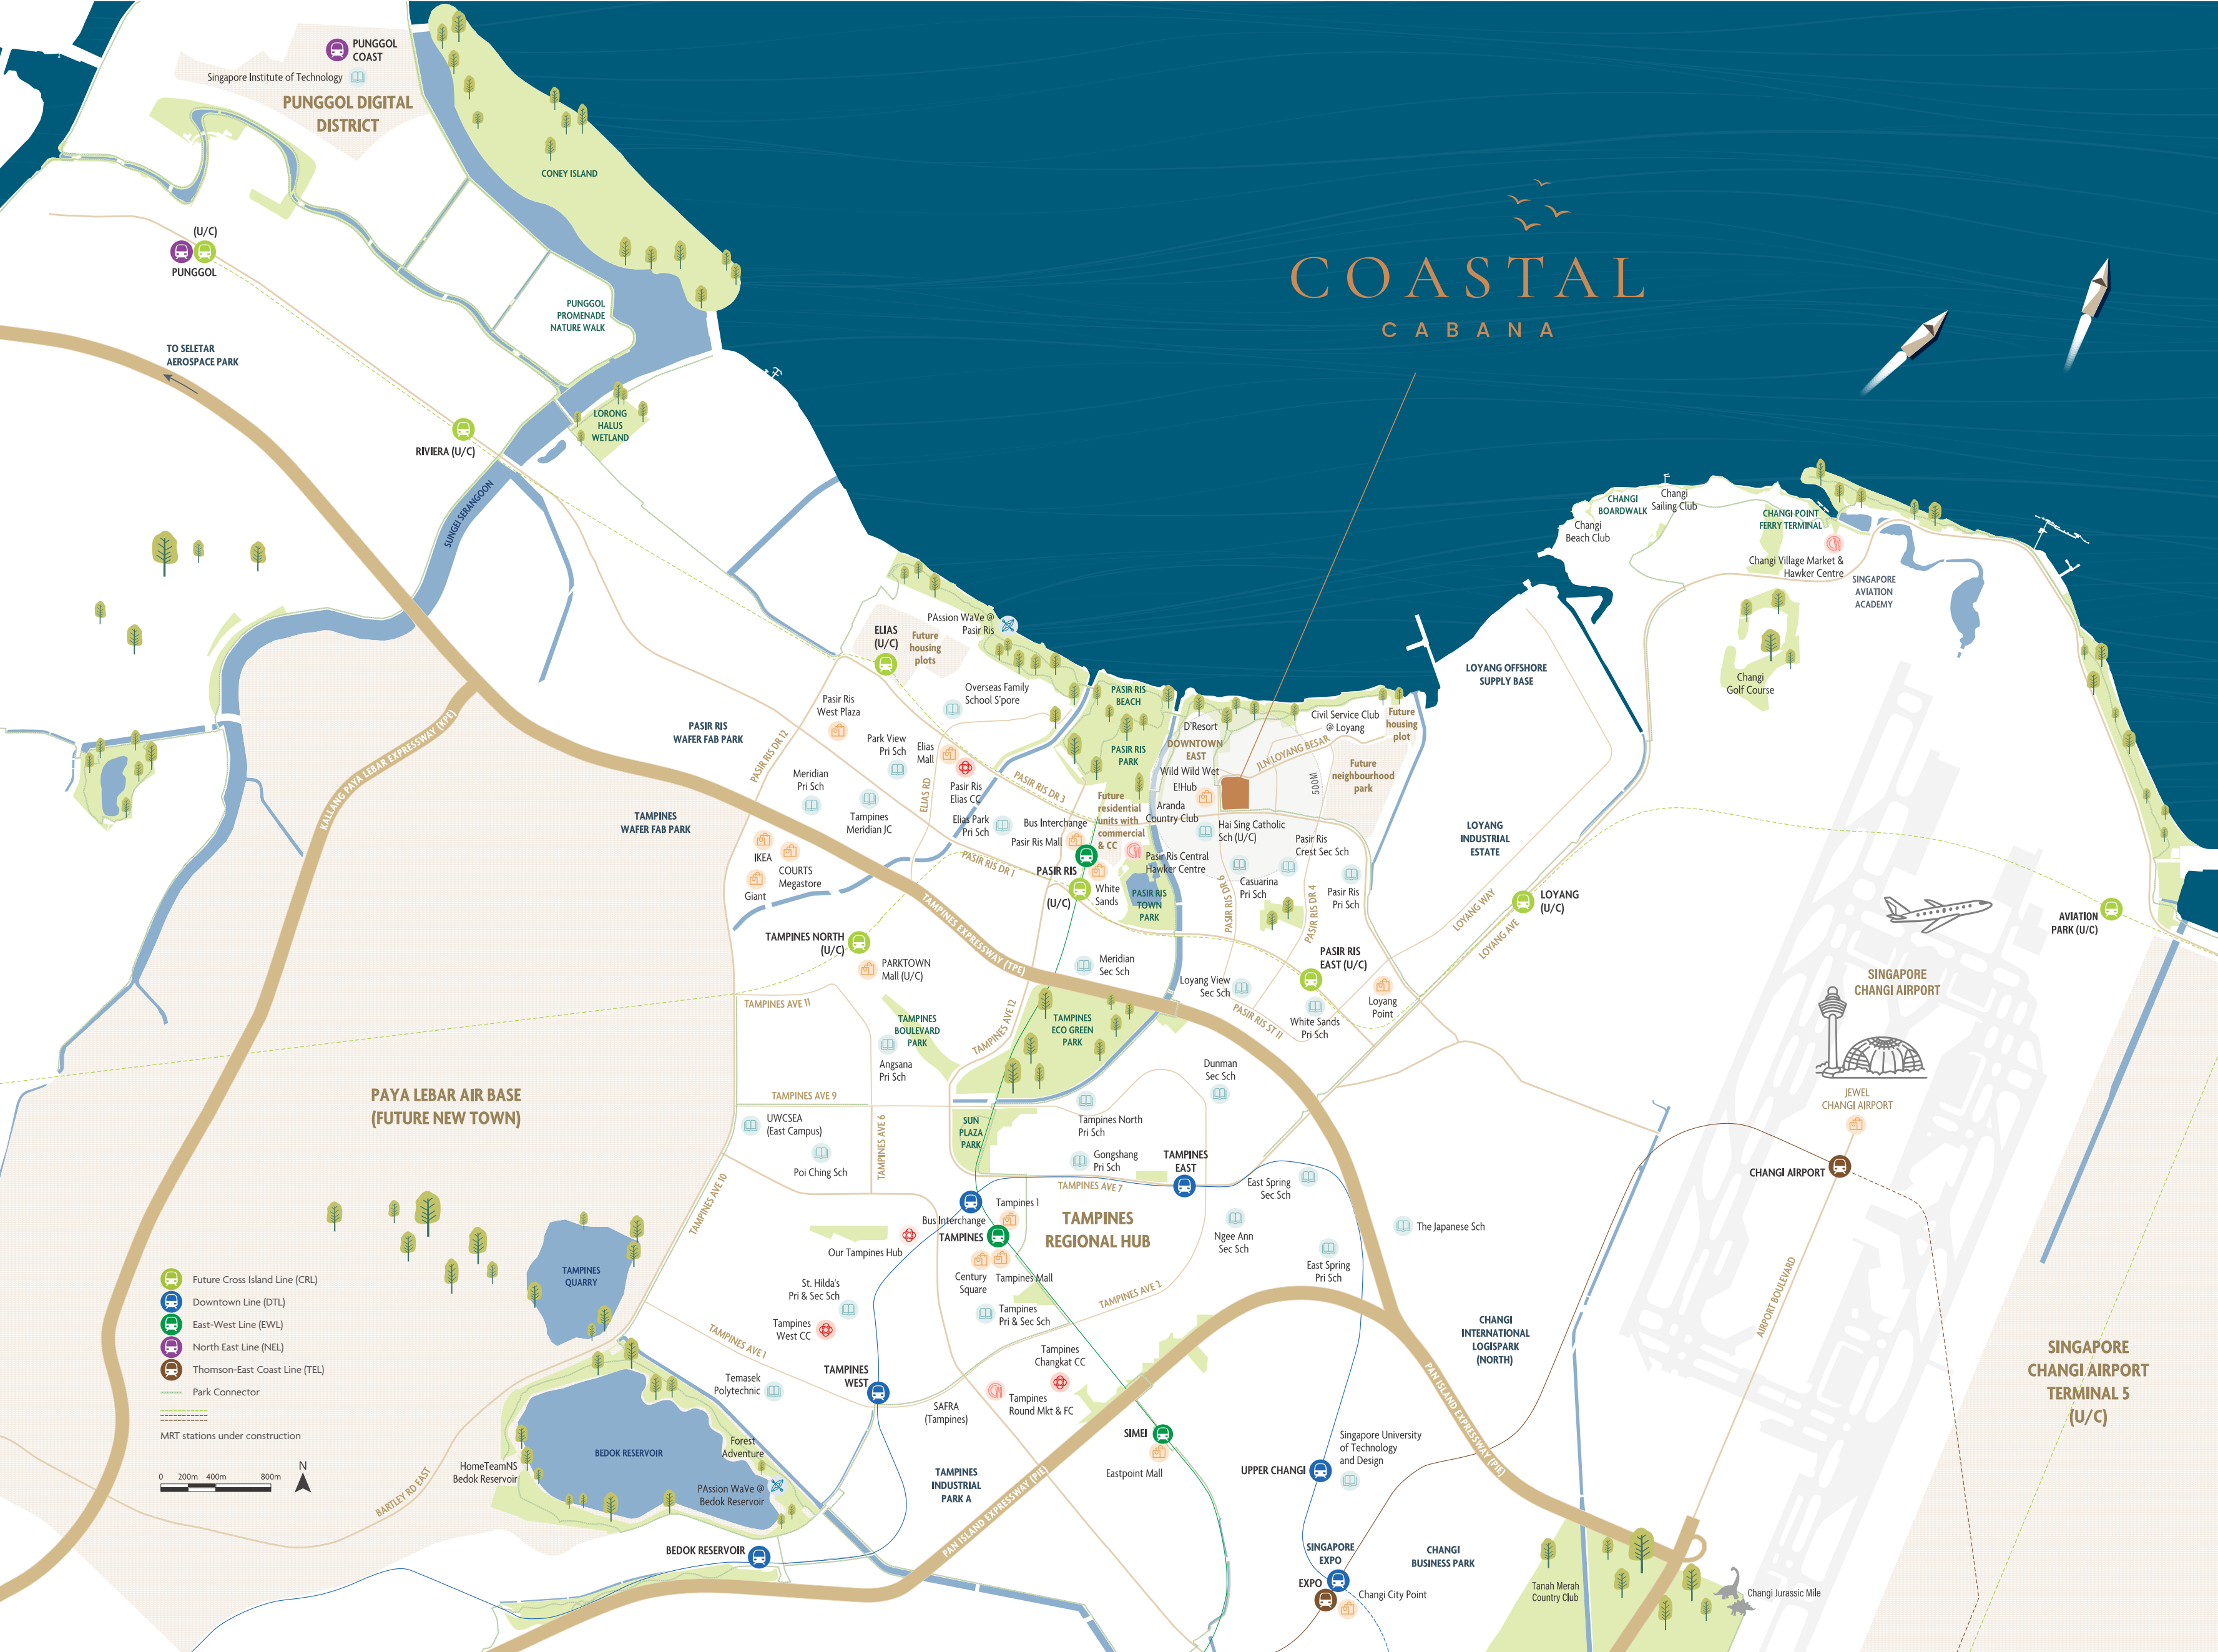 PUNGGOL
COAST
Singapore Institute of Technology
PUNGGOL DIGITAL
DISTRICT
CONEY ISLAND
(U/C)
PUNGGOL
PUNGGOL
PROMENADE
NATURE WALK
TO SELETAR
AEROSPACE PARK
COASTAL
CABANA
LORONG
HALUS
WETLAND
RIVIERA (U/C)
SUNGEI SERANGOON
CHANGI
BOARDWALK
Changi
Sailing Club
Changi
Beach Club
CHANGI POINT
FERRY TERMINAL
Changi Village Market &
Hawker Centre
SINGAPORE
AVIATION
ACADEMY
Changi
Golf Course
ELIAS
(U/C)
Future
housing
plots
PAssion WaVe @
Pasir Ris
Overseas Family
School S'pore
LOYANG OFFSHORE
SUPPLY BASE
PASIR RIS
WAFER FAB PARK
Pasir Ris
West Plaza
PASIR RIS DR 12
Park View
Pri Sch
Elias
Mall
Meridian
Pri Sch
Tampines
Meridian JC
ELIAS RD
Pasir Ris
Elias CC
PASIR RIS DR 3
Elias Park
Pri Sch
PASIR RIS
BEACH
PASIR RIS
PARK
D'Resort
DOWNTOWN
EAST
Wild Wild Wet
E!Hub
Aranda
Country Club
Civil Service Club
@ Loyang
Future
housing
plot
JLN LOYANG BESAR
500M
Future
neighbourhood
park
Future
residential
units with
commercial
& CC
Bus Interchange
Pasir Ris Mall
PASIR RIS
(U/C)
White
Sands
Pasir Ris Central
Hawker Centre
PASIR RIS
TOWN
PARK
Hai Sing Catholic
Sch (U/C)
Pasir Ris
Crest Sec Sch
Casuarina
Pri Sch
Pasir Ris
Pri Sch
PASIR RIS DR 6
PASIR RIS DR 4
LOYANG
INDUSTRIAL
ESTATE
LOYANG
(U/C)
LOYANG WAY
LOYANG AVE
AVIATION
PARK (U/C)
KALLANG PAYA LEBAR EXPRESSWAY (KPE)
TAMPINES
WAFER FAB PARK
IKEA
COURTS
Megastore
Giant
PASIR RIS DR 1
TAMPINES EXPRESSWAY (TPE)
TAMPINES NORTH
(U/C)
PARKTOWN
Mall (U/C)
Meridian
Sec Sch
Loyang View
Sec Sch
PASIR RIS
EAST (U/C)
White Sands
Pri Sch
Loyang
Point
PASIR RIS ST 11
SINGAPORE
CHANGI AIRPORT
JEWEL
CHANGI AIRPORT
CHANGI AIRPORT
TAMPINES AVE 11
TAMPINES
BOULEVARD
PARK
TAMPINES AVE 12
TAMPINES
ECO GREEN
PARK
Angsana
Pri Sch
Dunman
Sec Sch
PAYA LEBAR AIR BASE
(FUTURE NEW TOWN)
TAMPINES AVE 9
UWCSEA
(East Campus)
Poi Ching Sch
TAMPINES AVE 6
SUN
PLAZA
PARK
Tampines North
Pri Sch
Gongshang
Pri Sch
TAMPINES
EAST
East Spring
Sec Sch
TAMPINES AVE 7
TAMPINES AVE 10
Tampines 1
Bus Interchange
TAMPINES
Our Tampines Hub
TAMPINES
REGIONAL HUB
Ngee Ann
Sec Sch
The Japanese Sch
East Spring
Pri Sch
Century
Square
Tampines Mall
TAMPINES AVE 2
TAMPINES
QUARRY
St. Hilda's
Pri & Sec Sch
Tampines
West CC
Tampines
Pri & Sec Sch
TAMPINES AVE 1
Tampines
Changkat CC
TAMPINES
WEST
Temasek
Polytechnic
SAFRA
(Tampines)
Tampines
Round Mkt & FC
CHANGI
INTERNATIONAL
LOGISPARK
(NORTH)
AIRPORT BOULEVARD
SINGAPORE
CHANGI AIRPORT
TERMINAL 5
(U/C)
PAN ISLAND EXPRESSWAY (PIE)
Future Cross Island Line (CRL)
Downtown Line (DTL)
East-West Line (EWL)
North East Line (NEL)
Thomson-East Coast Line (TEL)
Park Connector
MRT stations under construction
0 200m 400m 800m
N
BARTLEY RD EAST
BEDOK RESERVOIR
Forest
Adventure
HomeTeamNS
Bedok Reservoir
PAssion WaVe @
Bedok Reservoir
BEDOK RESERVOIR
TAMPINES
INDUSTRIAL
PARK A
PAN ISLAND EXPRESSWAY (PIE)
SIMEI
Eastpoint Mall
Singapore University
of Technology
and Design
UPPER CHANGI
SINGAPORE
EXPO
EXPO
Changi City Point
CHANGI
BUSINESS PARK
Tanah Merah
Country Club
Changi Jurassic Mile